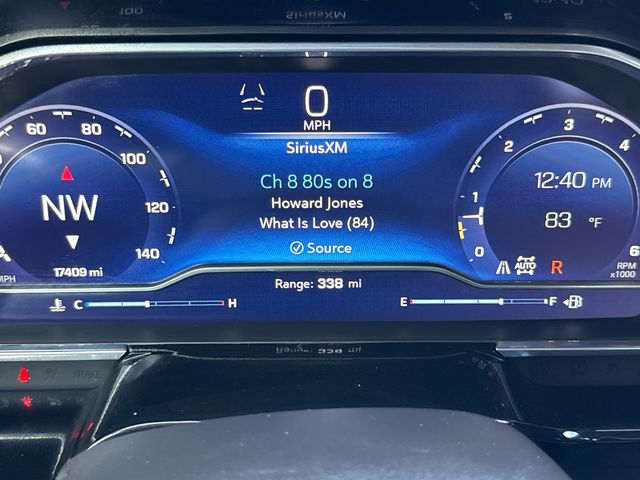 0
MPH
SiriusXM
Ch 8 80s on 8
Howard Jones
What Is Love (84)
Source
60 80 100 120 140
NW
17409 mi
MPH
0 1 2 3 4 6
12:40 PM
83 °F
AUTO R
RPM
x1000
Range: 338 mi
C H
E F
BRAKE